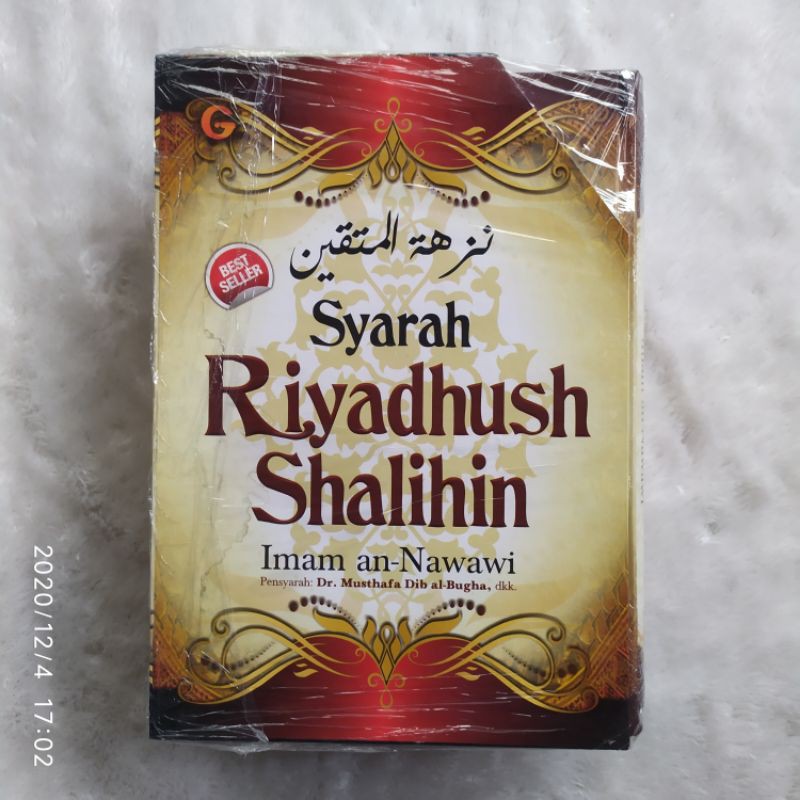 G
نزهة المتقين
BEST
SELLER
Syarah
Riyadhush
Shalihin
Imam an-Nawawi
Pensyarah: Dr. Musthafa Dib al-Bugha, dkk.
2020/12/4 17:02